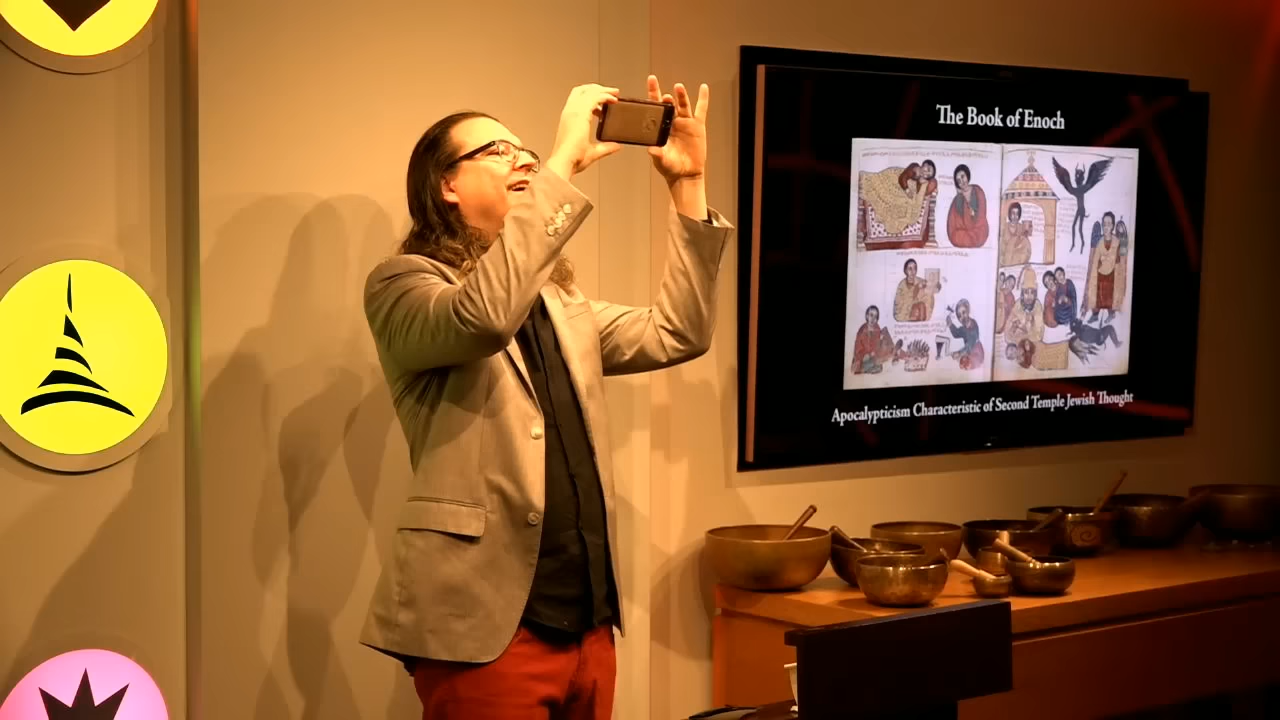 The Book of Enoch
Apocalypticism Characteristic of Second Temple Jewish Thought